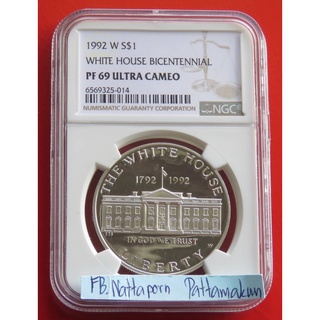 1992 W S$1
WHITE HOUSE BICENTENNIAL
PF 69 ULTRA CAMEO
6569325-014
NUMISMATIC GUARANTY CORPORATION
NGC
THE WHITE HOUSE
1792 1992
IN GOD WE TRUST
W
LIBERTY
FB. Nattaporn Pattamakun